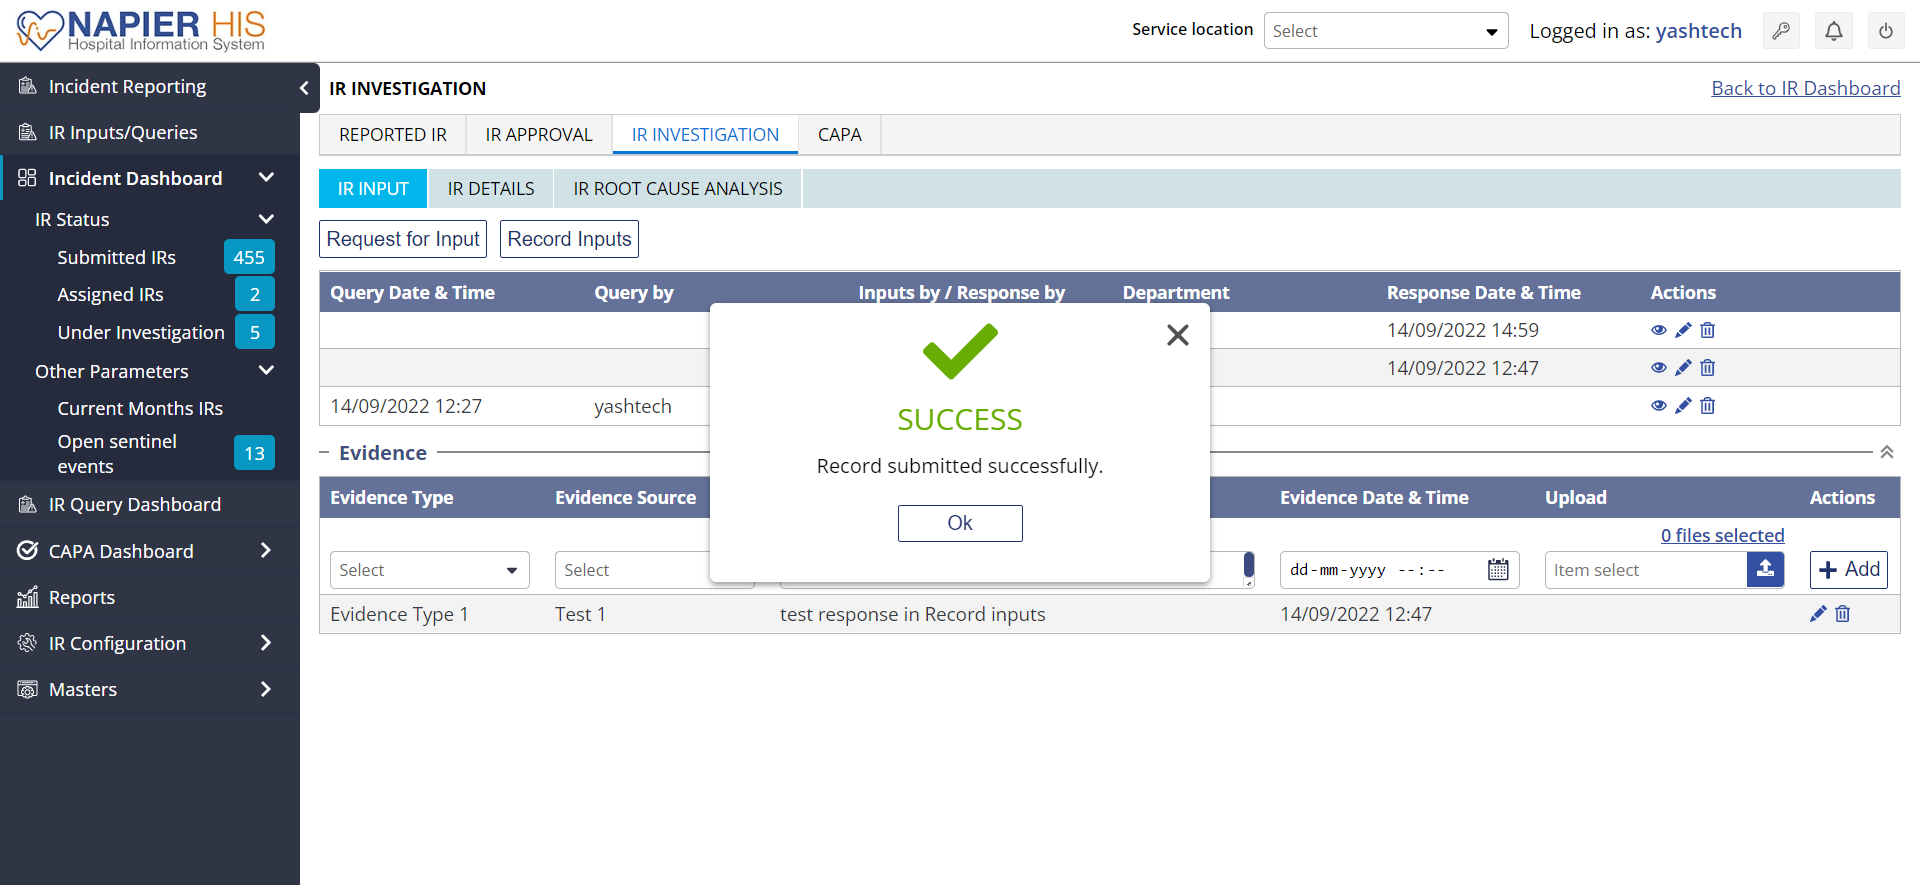 NAPIER HIS
Hospital Information System
Service location
Select
Logged in as: yashtech
Incident Reporting
IR Inputs/Queries
Incident Dashboard
IR Status
Submitted IRs 455
Assigned IRs 2
Under Investigation 5
Other Parameters
Current Months IRs
Open sentinel
events 13
IR Query Dashboard
CAPA Dashboard
Reports
IR Configuration
Masters
IR INVESTIGATION
Back to IR Dashboard
REPORTED IR IR APPROVAL IR INVESTIGATION CAPA
IR INPUT IR DETAILS IR ROOT CAUSE ANALYSIS
Request for Input Record Inputs
Query Date & Time Query by Inputs by / Response by Department Response Date & Time Actions
14/09/2022 14:59
14/09/2022 12:47
14/09/2022 12:27 yashtech
SUCCESS
Record submitted successfully.
Ok
Evidence
Evidence Type Evidence Source Evidence Date & Time Upload Actions
0 files selected
Select Select dd-mm-yyyy --:-- Item select Add
Evidence Type 1 Test 1 test response in Record inputs 14/09/2022 12:47